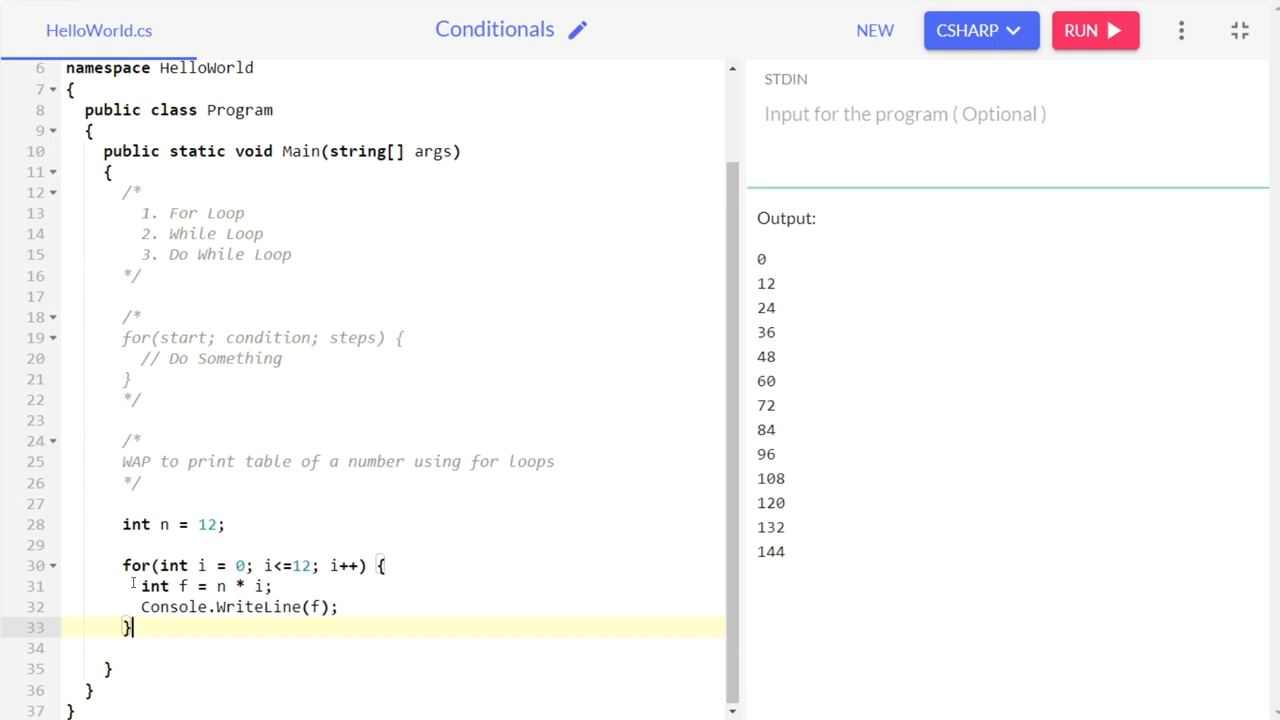 HelloWorld.cs
Conditionals
NEW
CSHARP
RUN
6 namespace HelloWorld
7 {
8 public class Program
9 {
10 public static void Main(string[] args)
11 {
12 /*
13 1. For Loop
14 2. While Loop
15 3. Do While Loop
16 */
17
18 /*
19 for(start; condition; steps) {
20 // Do Something
21 }
22 */
23
24 /*
25 WAP to print table of a number using for loops
26 */
27
28 int n = 12;
29
30 for(int i = 0; i<=12; i++) {
31 int f = n * i;
32 Console.WriteLine(f);
33 }
34
35 }
36 }
37 }
STDIN
Input for the program ( Optional )
Output:
0
12
24
36
48
60
72
84
96
108
120
132
144